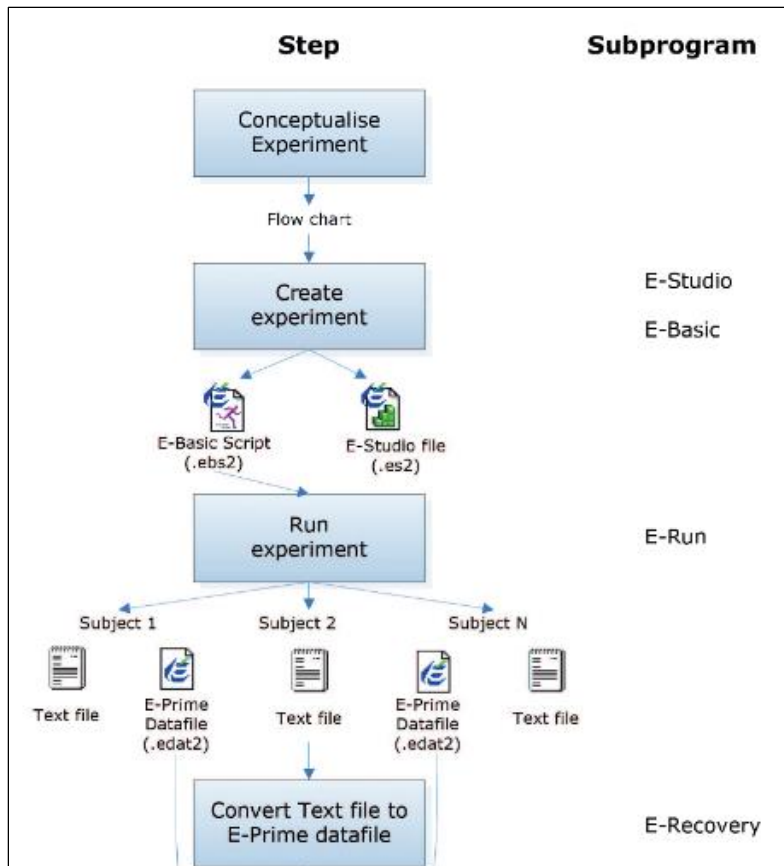 Step
Subprogram
Conceptualise
Experiment
Flow chart
Create
experiment
E-Studio
E-Basic
E-Basic Script
(.ebs2)
E-Studio file
(.es2)
Run
experiment
E-Run
Subject 1
Subject 2
Subject N
Text file
E-Prime
Datafile
(.edat2)
Text file
E-Prime
Datafile
(.edat2)
Text file
Convert Text file to
E-Prime datafile
E-Recovery